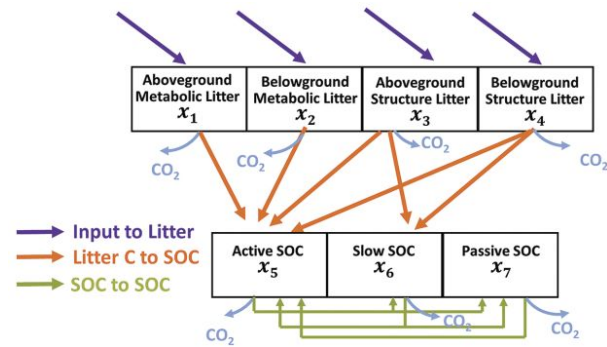 Aboveground
Metabolic Litter
x₁
Belowground
Metabolic Litter
x₂
Aboveground
Structure Litter
x₃
Belowground
Structure Litter
x₄
CO₂
CO₂
CO₂
CO₂
Input to Litter
Litter C to SOC
SOC to SOC
Active SOC
x₅
Slow SOC
x₆
Passive SOC
x₇
CO₂
CO₂
CO₂